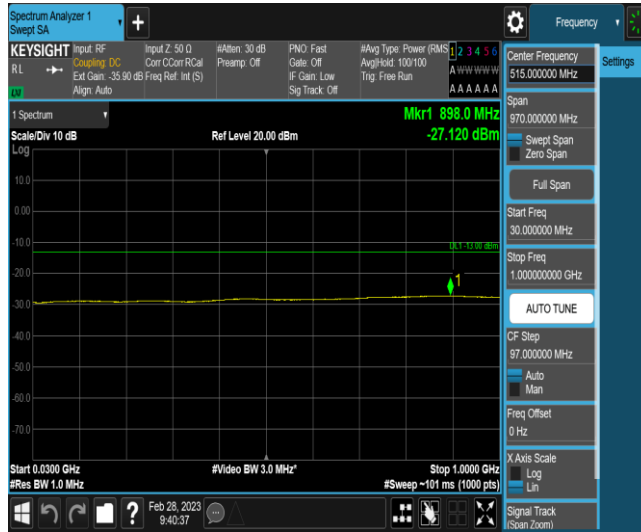 Spectrum Analyzer 1
Swept SA
Frequency
KEYSIGHT
Input: RF
Input Z: 50 Ω
#Atten: 30 dB
PNO: Fast
#Avg Type: Power (RMS
1 2 3 4 5 6
RL
Coupling: DC
Corr CCorr RCal
Preamp: Off
Gate: Off
Avg|Hold: 100/100
A W W W W W
Ext Gain: -35.90 dB
Freq Ref: Int (S)
IF Gain: Low
Trig: Free Run
Align: Auto
Sig Track: Off
A A A A A A
1 Spectrum
Mkr1 898.0 MHz
Scale/Div 10 dB
Ref Level 20.00 dBm
-27.120 dBm
Log
10.0
0.00
-10.0
DL1 -13.00 dBm
-20.0
1
-30.0
-40.0
-50.0
-60.0
-70.0
Start 0.0300 GHz
#Video BW 3.0 MHz*
Stop 1.0000 GHz
#Res BW 1.0 MHz
#Sweep ~101 ms (1000 pts)
Feb 28, 2023
9:40:37
?
Settings
Center Frequency
515.000000 MHz
Span
970.000000 MHz
Swept Span
Zero Span
Full Span
Start Freq
30.000000 MHz
Stop Freq
1.000000000 GHz
AUTO TUNE
CF Step
97.000000 MHz
Auto
Man
Freq Offset
0 Hz
X Axis Scale
Log
Lin
Signal Track
(Span Zoom)